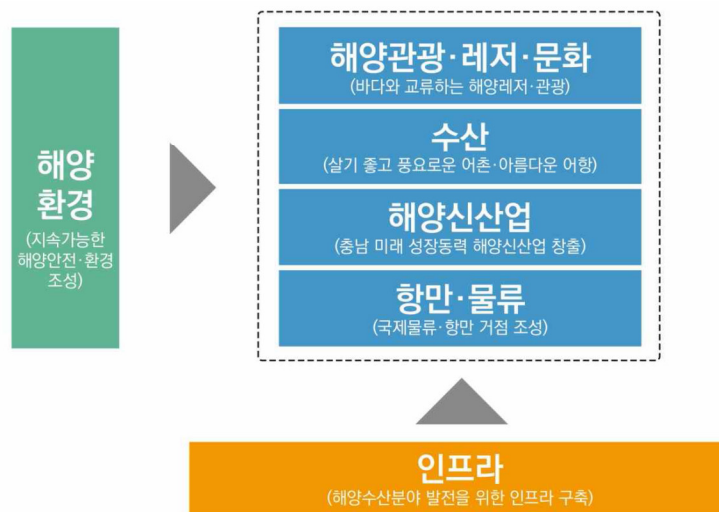 해양
환경
(지속가능한
해양안전·환경
조성)
해양관광·레저·문화
(바다와 교류하는 해양레저·관광)
수산
(살기 좋고 풍요로운 어촌·아름다운 어항)
해양신산업
(충남 미래 성장동력 해양신산업 창출)
항만·물류
(국제물류·항만 거점 조성)
인프라
(해양수산분야 발전을 위한 인프라 구축)